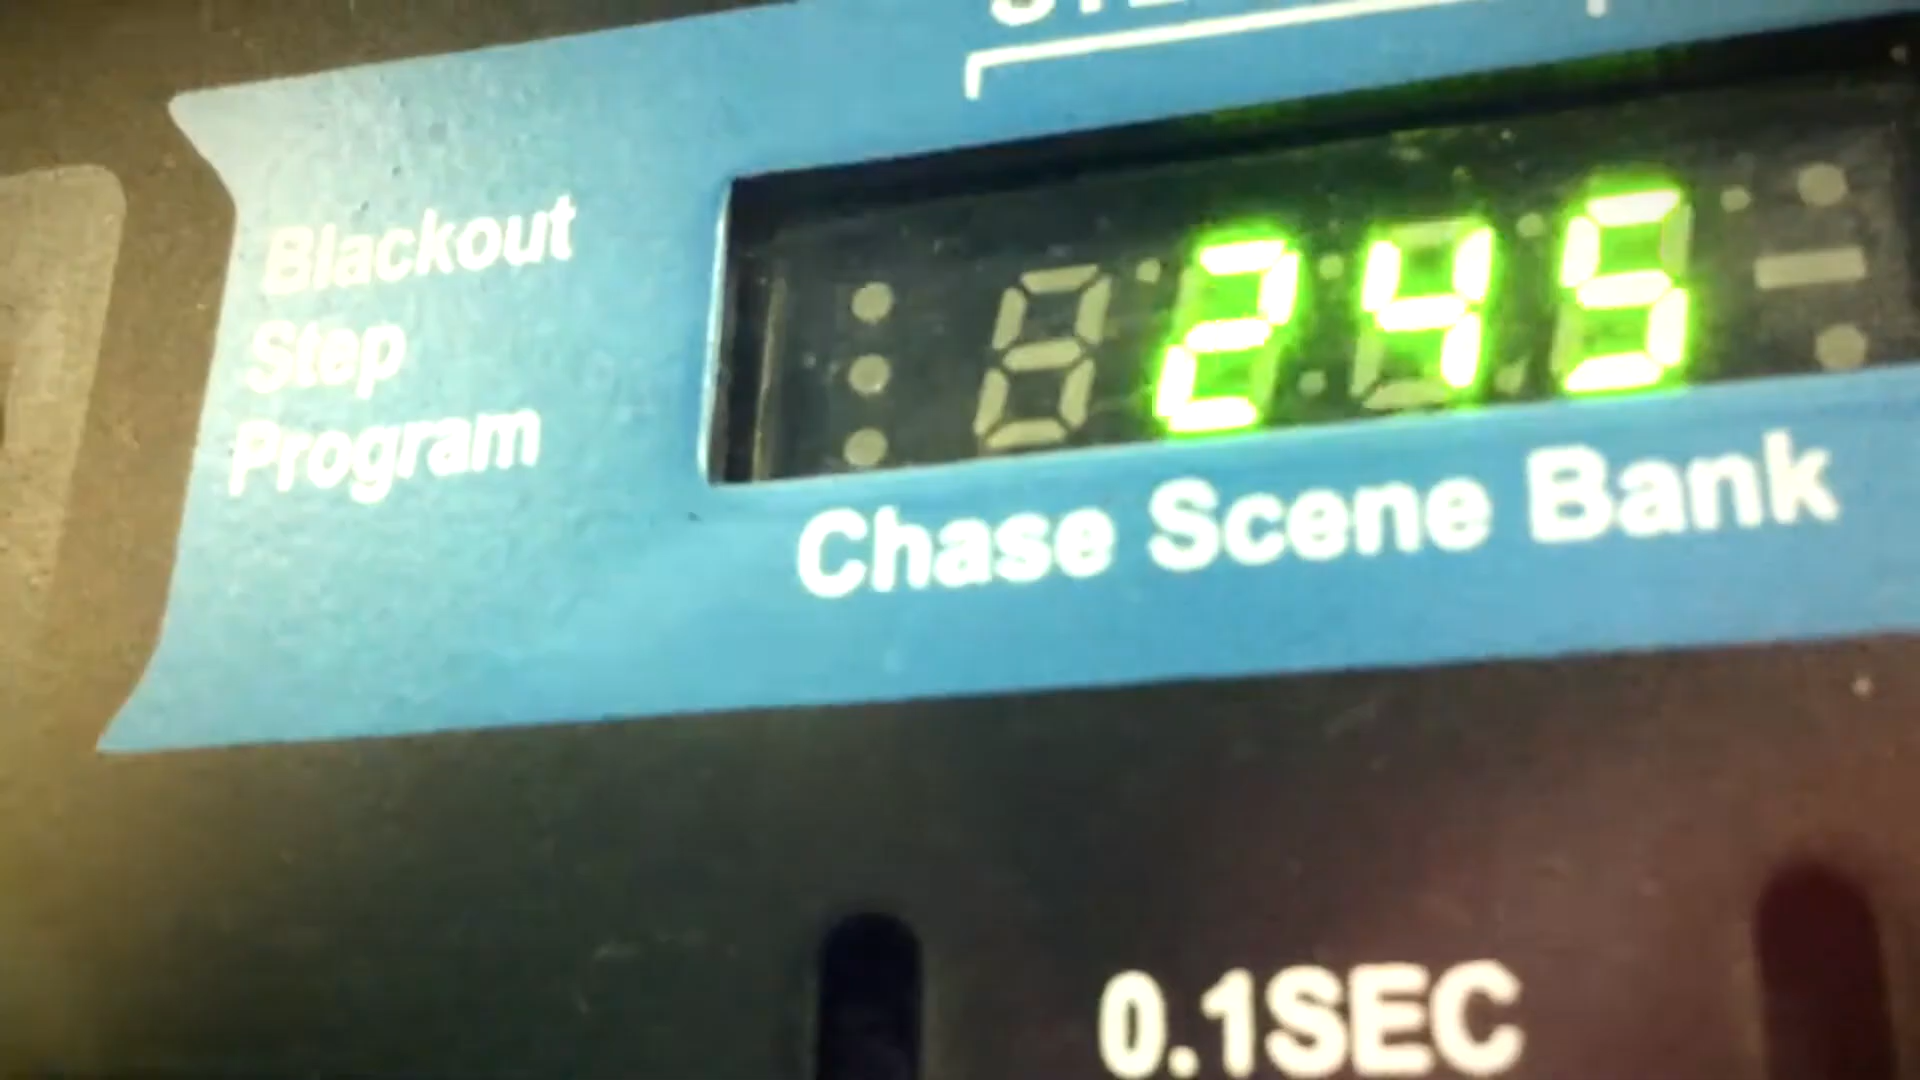 Blackout
Step
Program
245
Chase Scene Bank
0.1SEC